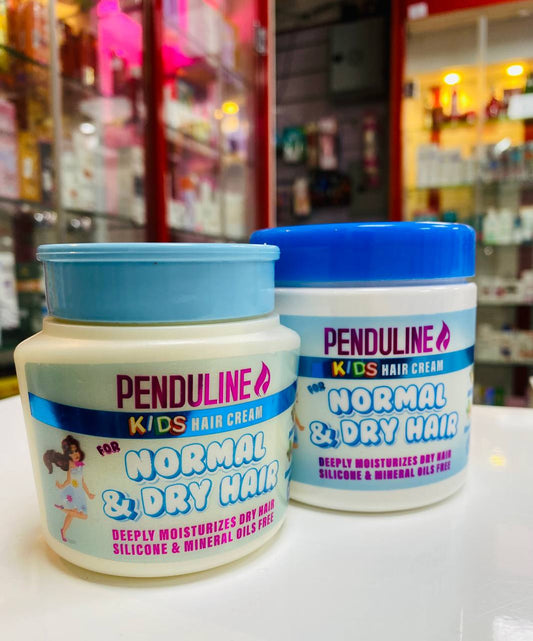 PENDULINE
KIDS HAIR CREAM
FOR
NORMAL
& DRY HAIR
DEEPLY MOISTURIZES DRY HAIR
SILICONE & MINERAL OILS FREE
PENDULINE
KIDS HAIR CREAM
FOR
NORMAL
& DRY HAIR
DEEPLY MOISTURIZES DRY HAIR
SILICONE & MINERAL OILS FREE